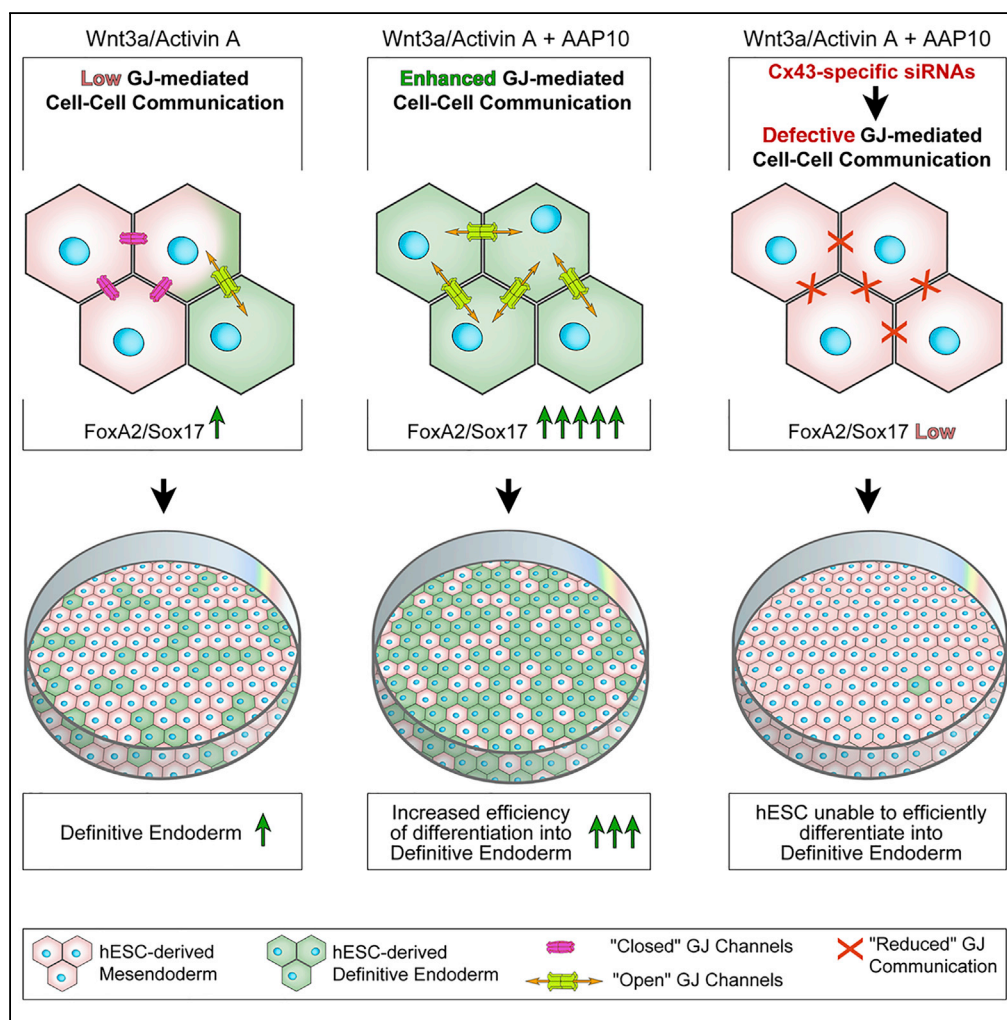 Wnt3a/Activin A
Low GJ-mediated
Cell-Cell Communication
FoxA2/Sox17
Definitive Endoderm
Wnt3a/Activin A + AAP10
Enhanced GJ-mediated
Cell-Cell Communication
FoxA2/Sox17
Increased efficiency
of differentiation into
Definitive Endoderm
Wnt3a/Activin A + AAP10
Cx43-specific siRNAs
Defective GJ-mediated
Cell-Cell Communication
FoxA2/Sox17 Low
hESC unable to efficiently
differentiate into
Definitive Endoderm
hESC-derived
Mesendoderm
hESC-derived
Definitive Endoderm
"Closed" GJ Channels
"Open" GJ Channels
"Reduced" GJ
Communication